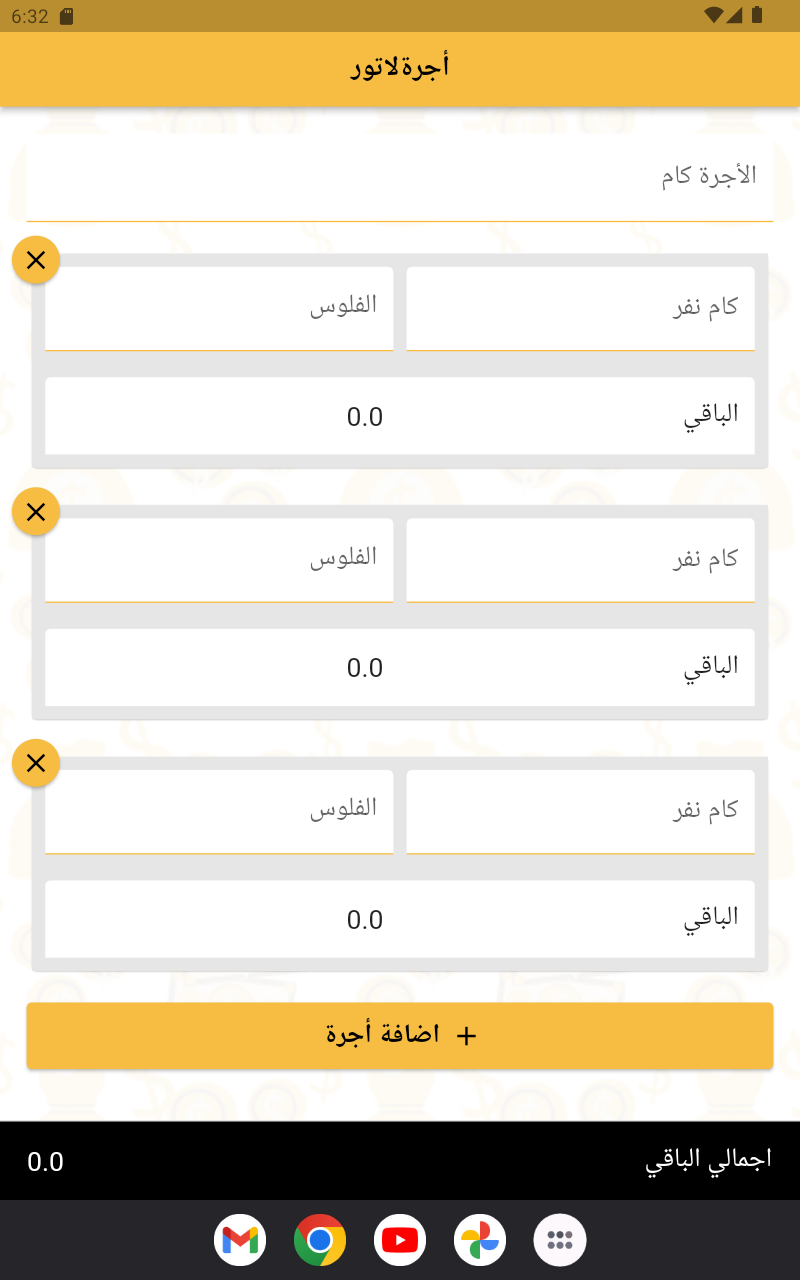 6:32
أجرةلاتور
الأجرة كام
كام نفر
الفلوس
الباقي 0.0
كام نفر
الفلوس
الباقي 0.0
كام نفر
الفلوس
الباقي 0.0
+ اضافة أجرة
اجمالي الباقي 0.0